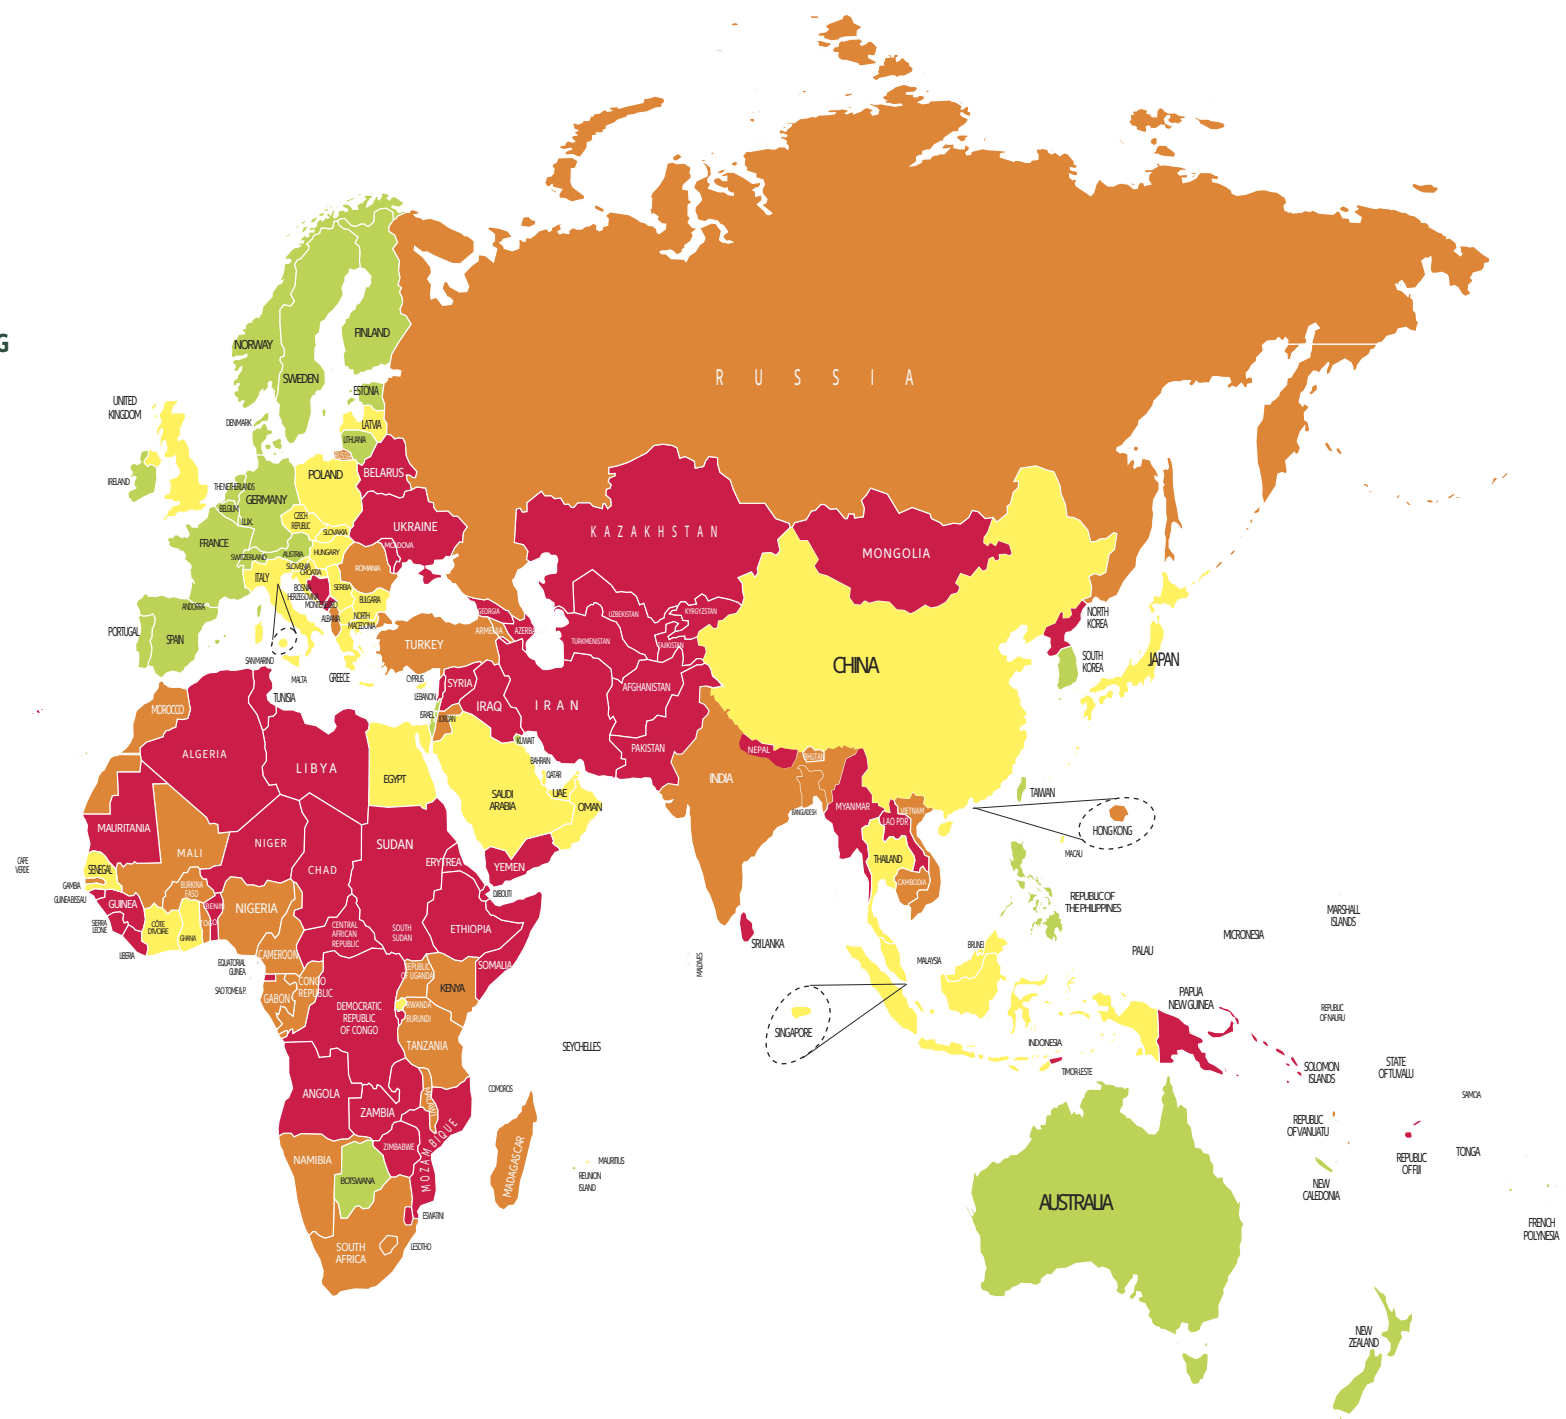 G
RUSSIA
NORWAY
FINLAND
SWEDEN
ESTONIA
UNITED
KINGDOM
DENMARK
LATVIA
LITHUANIA
RUSSIA
IRELAND
THE NETHERLANDS
POLAND
BELARUS
GERMANY
BELGIUM
LUX.
CZECH
REPUBLIC
UKRAINE
SLOVAKIA
FRANCE
MOLDOVA
SWITZERLAND
AUSTRIA
HUNGARY
SLOVENIA
CROATIA
ROMANIA
ITALY
BOSNIA
HERZEGOVINA
SERBIA
MONTENEGRO
BULGARIA
ANDORRA
ALBANIA
NORTH
MACEDONIA
PORTUGAL
SPAIN
SAN MARINO
MALTA
GREECE
TURKEY
GEORGIA
ARMENIA
AZERB
CYPRUS
LEBANON
ISRAEL
JORDAN
SYRIA
IRAQ
IRAN
KAZAKHSTAN
UZBEKISTAN
KYRGYZSTAN
TURKMENISTAN
TAJIKISTAN
AFGHANISTAN
PAKISTAN
MONGOLIA
CHINA
NORTH
KOREA
SOUTH
KOREA
JAPAN
TUNISIA
MOROCCO
ALGERIA
LIBYA
EGYPT
KUWAIT
BAHRAIN
QATAR
SAUDI
ARABIA
UAE
OMAN
YEMEN
INDIA
NEPAL
BHUTAN
BANGLADESH
MYANMAR
VIETNAM
LAO PDR
THAILAND
CAMBODIA
TAIWAN
HONG KONG
MACAU
MAURITANIA
MALI
NIGER
CHAD
SUDAN
ERYTREA
CAPE
VERDE
SENEGAL
GAMBIA
GUINEA BISSAU
GUINEA
SIERRA
LEONE
LIBERIA
BURKINA
FASO
CÔTE
D'IVOIRE
GHANA
TOGO
BENIN
NIGERIA
DJIBOUTI
CENTRAL
AFRICAN
REPUBLIC
SOUTH
SUDAN
ETHIOPIA
SOMALIA
CAMEROON
EQUATORIAL
GUINEA
SAO TOME & P.
GABON
CONGO
REPUBLIC
DEMOCRATIC
REPUBLIC
OF CONGO
REPUBLIC
OF UGANDA
KENYA
RWANDA
BURUNDI
TANZANIA
SRI LANKA
MALDIVES
SEYCHELLES
SINGAPORE
MALAYSIA
BRUNEI
REPUBLIC OF
THE PHILIPPINES
PALAU
MICRONESIA
MARSHALL
ISLANDS
INDONESIA
TIMOR-LESTE
PAPUA
NEW GUINEA
REPUBLIC
OF NAURU
SOLOMON
ISLANDS
STATE
OF TUVALU
SAMOA
REPUBLIC
OF VANUATU
REPUBLIC
OF FIJI
TONGA
NEW
CALEDONIA
FRENCH
POLYNESIA
ANGOLA
ZAMBIA
MALAWI
MOZAMBIQUE
ZIMBABWE
COMOROS
NAMIBIA
BOTSWANA
MADAGASCAR
MAURITIUS
REUNION
ISLAND
ESWATINI
LESOTHO
SOUTH
AFRICA
AUSTRALIA
NEW
ZEALAND